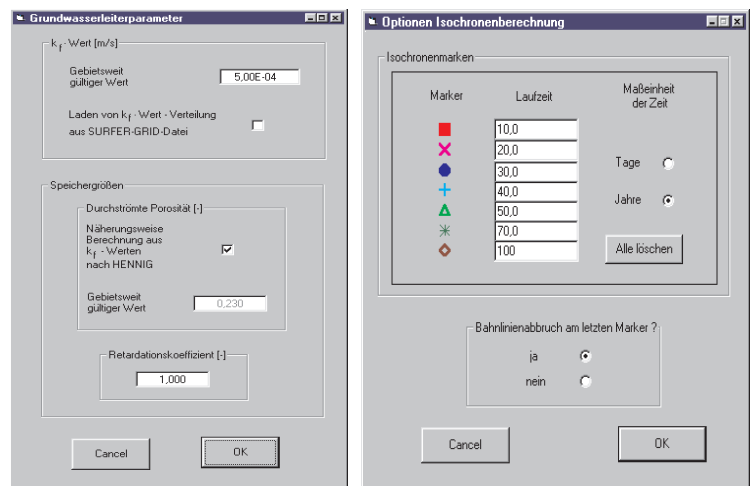 Grundwasserleiterparameter
k f - Wert [m/s]
Gebietsweit
gültiger Wert
5,00E-04
Laden von k f - Wert - Verteilung
aus SURFER-GRID-Datei
Speichergrößen
Durchströmte Porosität [-]
Näherungsweise
Berechnung aus
k f - Werten
nach HENNIG
Gebietsweit
gültiger Wert
0,230
Retardationskoeffizient [-]
1,000
Cancel
OK
Optionen Isochronenberechnung
Isochronenmarken
Marker
Laufzeit
Maßeinheit
der Zeit
10,0
20,0
30,0
40,0
50,0
70,0
100
Tage
Jahre
Alle löschen
Bahnlinienabbruch am letzten Marker ?
ja
nein
Cancel
OK